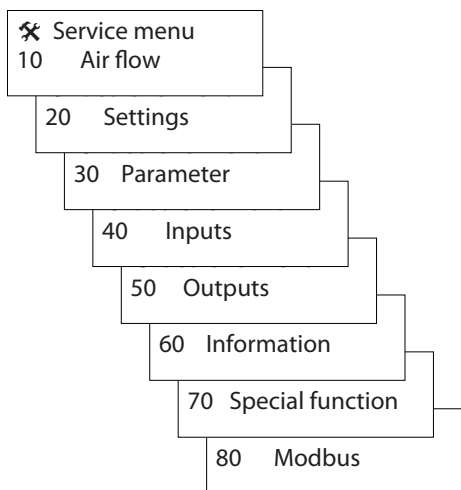 🛠 Service menu
10 Air flow
20 Settings
30 Parameter
40 Inputs
50 Outputs
60 Information
70 Special function
80 Modbus